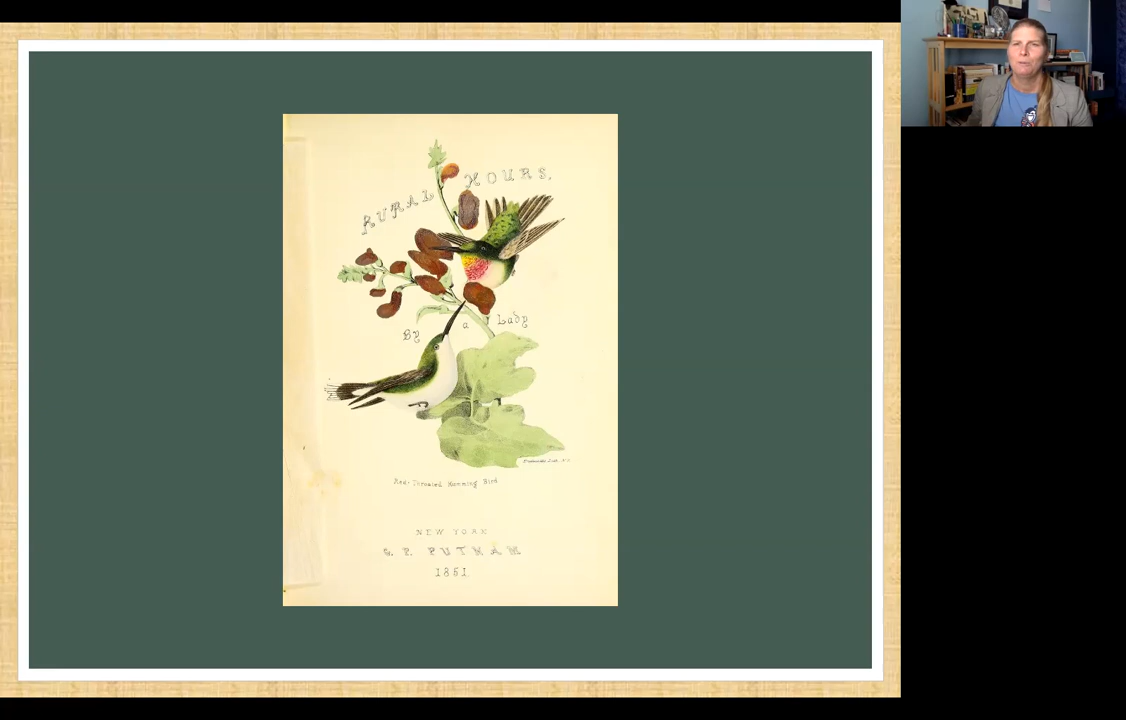 RURAL HOURS.
By a Lady
Red-Throated Humming Bird.
NEW YORK
G. P. PUTNAM
1851